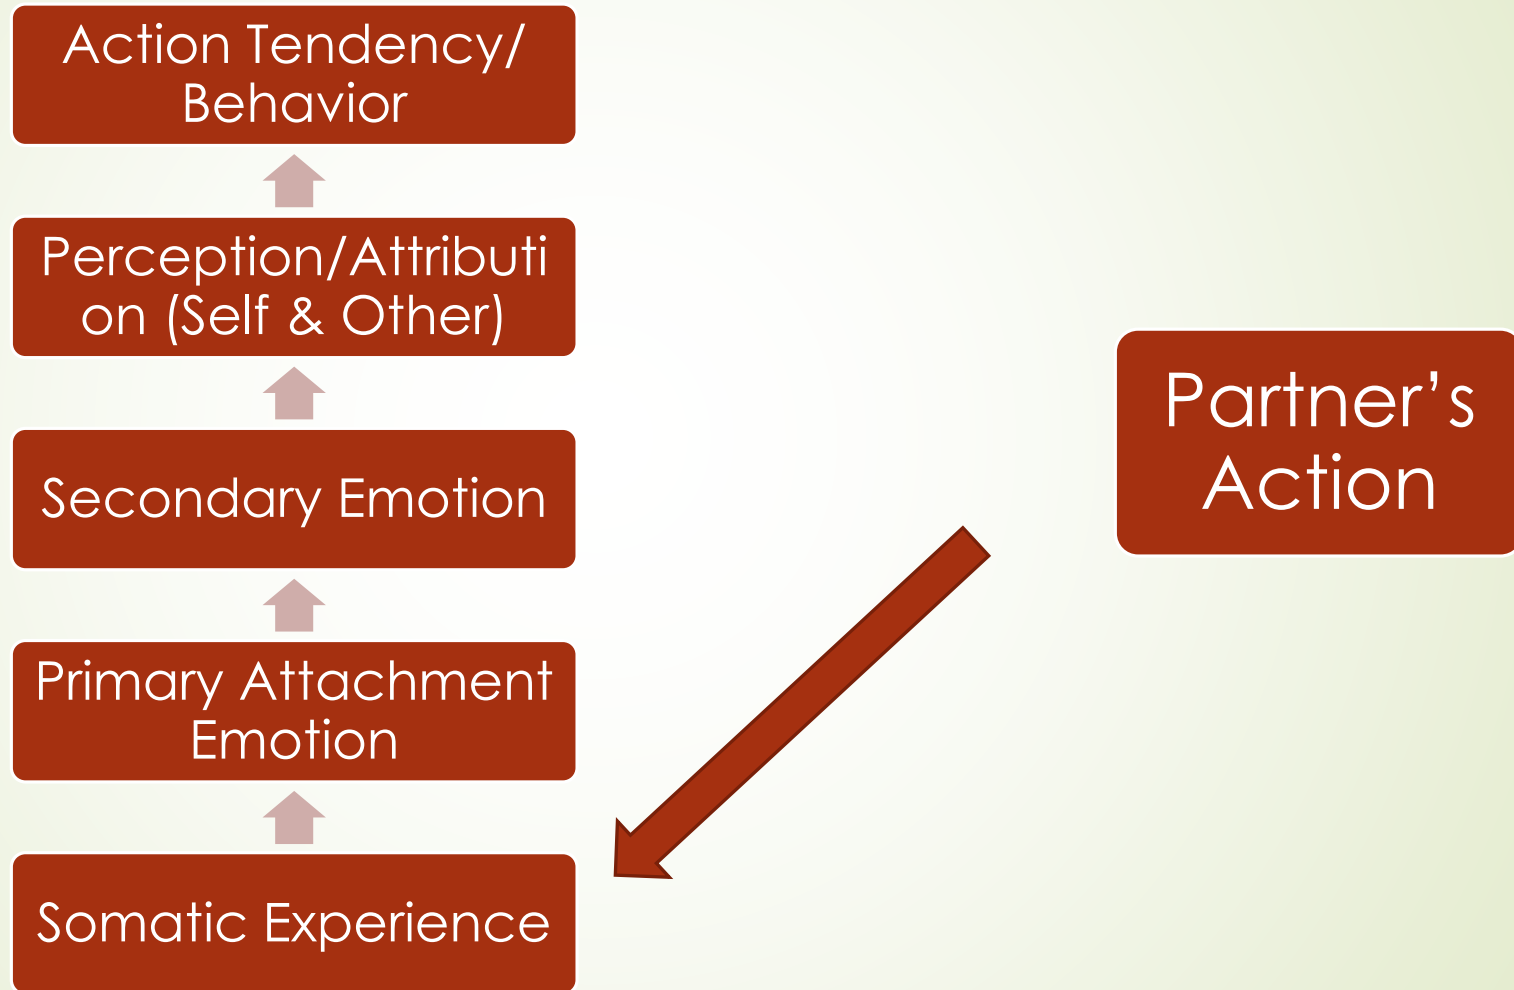 Action Tendency/
Behavior
Perception/Attributi
on (Self & Other)
Secondary Emotion
Primary Attachment
Emotion
Somatic Experience
Partner’s
Action